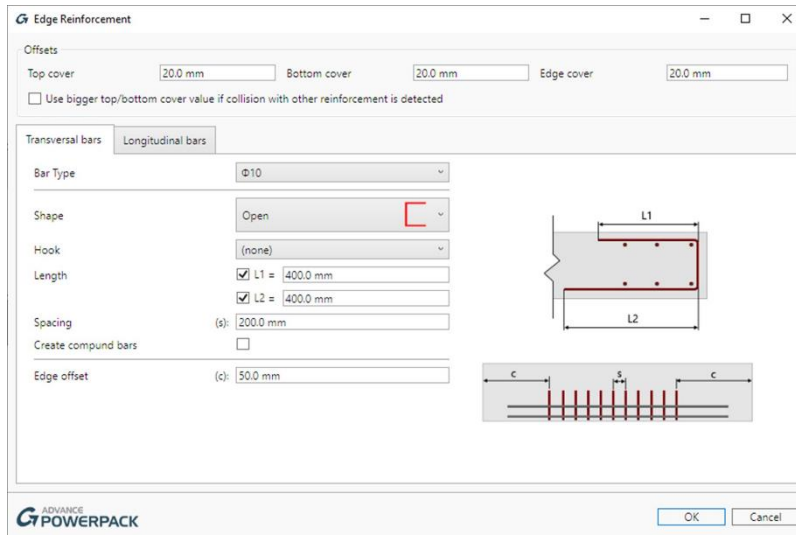 Edge Reinforcement
Offsets
Top cover 20.0 mm Bottom cover 20.0 mm Edge cover 20.0 mm
Use bigger top/bottom cover value if collision with other reinforcement is detected
Transversal bars Longitudinal bars
Bar Type Φ10
Shape Open
Hook (none)
Length L1 = 400.0 mm
L2 = 400.0 mm
Spacing (s): 200.0 mm
Create compund bars
Edge offset (c): 50.0 mm
L1
L2
c s c
ADVANCE
POWERPACK
OK Cancel